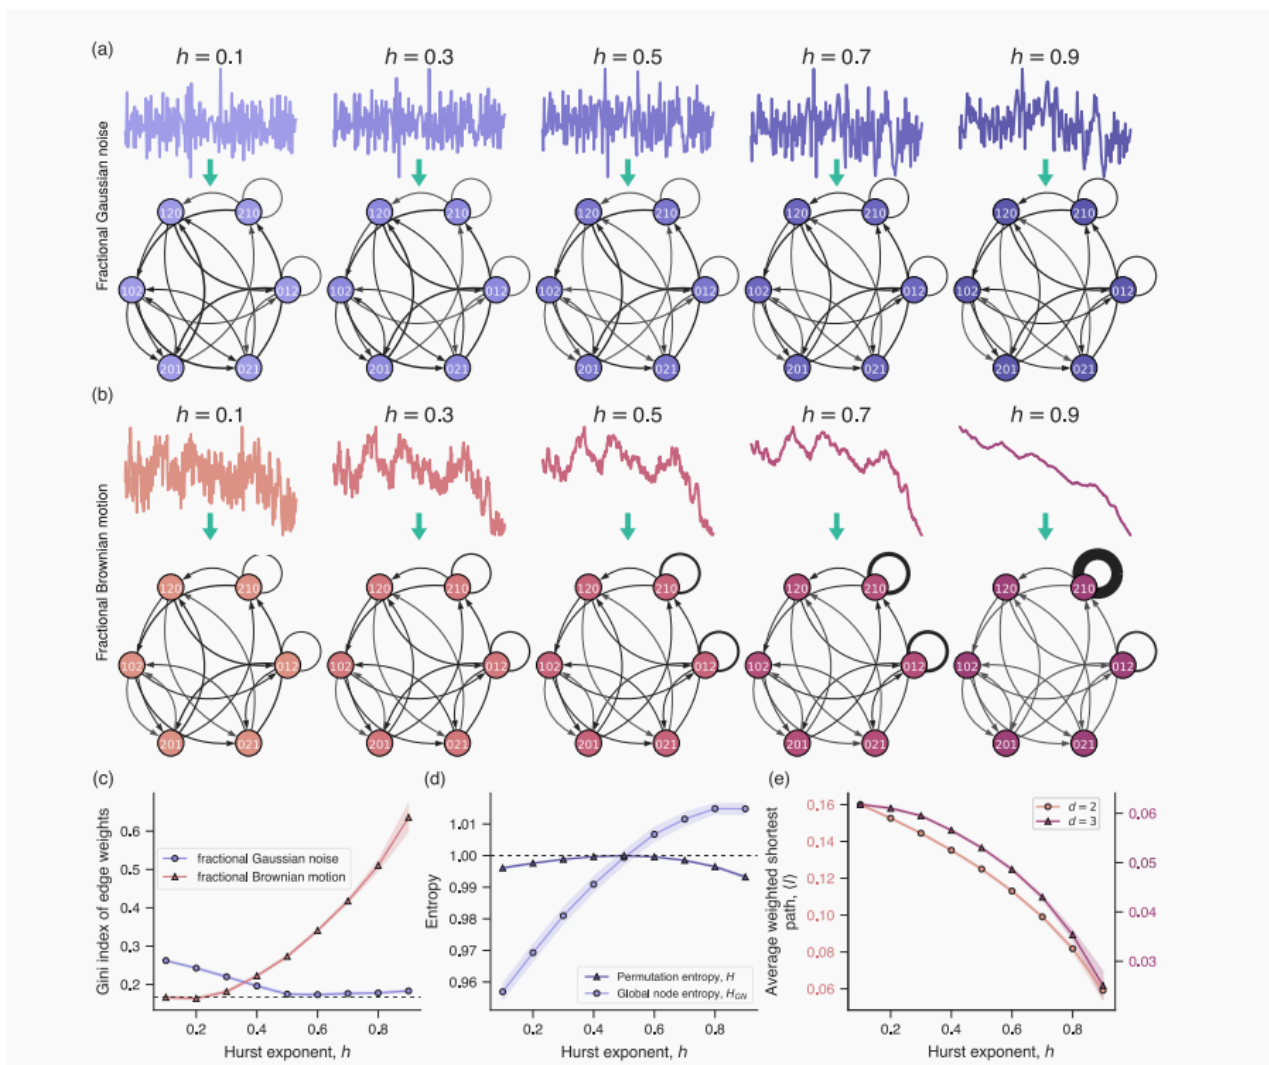 (a)
h = 0.1
h = 0.3
h = 0.5
h = 0.7
h = 0.9
Fractional Gaussian noise
120 210
102 012
201 021
120 210
102 012
201 021
120 210
102 012
201 021
120 210
102 012
201 021
120 210
102 012
201 021
(b)
h = 0.1
h = 0.3
h = 0.5
h = 0.7
h = 0.9
Fractional Brownian motion
120 210
102 012
201 021
120 210
102 012
201 021
120 210
102 012
201 021
120 210
102 012
201 021
120 210
102 012
201 021
(c)
Gini index of edge weights
0.6
0.5
0.4
0.3
0.2
fractional Gaussian noise
fractional Brownian motion
0.2 0.4 0.6 0.8
Hurst exponent, h
(d)
Entropy
1.01
1.00
0.99
0.98
0.97
0.96
Permutation entropy, H
Global node entropy, H_GN
0.2 0.4 0.6 0.8
Hurst exponent, h
(e)
Average weighted shortest
path, ⟨l⟩
0.16
0.14
0.12
0.10
0.08
0.06
d = 2
d = 3
0.06
0.05
0.04
0.03
0.2 0.4 0.6 0.8
Hurst exponent, h